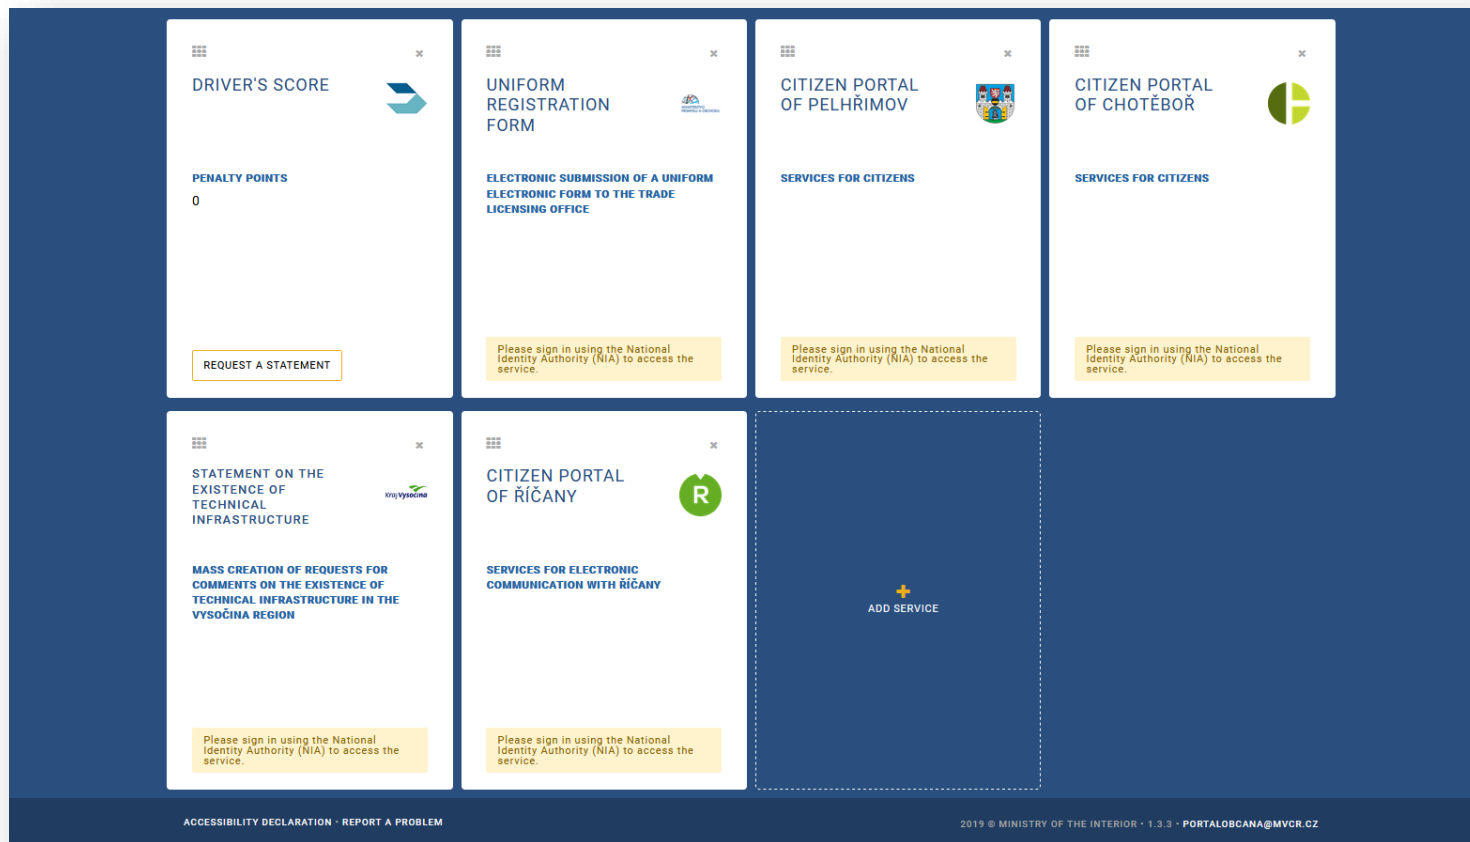 DRIVER'S SCORE
PENALTY POINTS
0
REQUEST A STATEMENT
UNIFORM
REGISTRATION
FORM
ELECTRONIC SUBMISSION OF A UNIFORM
ELECTRONIC FORM TO THE TRADE
LICENSING OFFICE
Please sign in using the National
Identity Authority (NIA) to access the
service.
CITIZEN PORTAL
OF PELHŘIMOV
SERVICES FOR CITIZENS
Please sign in using the National
Identity Authority (NIA) to access the
service.
CITIZEN PORTAL
OF CHOTĚBOŘ
SERVICES FOR CITIZENS
Please sign in using the National
Identity Authority (NIA) to access the
service.
STATEMENT ON THE
EXISTENCE OF
TECHNICAL
INFRASTRUCTURE
Kraj Vysočina
MASS CREATION OF REQUESTS FOR
COMMENTS ON THE EXISTENCE OF
TECHNICAL INFRASTRUCTURE IN THE
VYSOČINA REGION
Please sign in using the National
Identity Authority (NIA) to access the
service.
CITIZEN PORTAL
OF ŘÍČANY
Ř
SERVICES FOR ELECTRONIC
COMMUNICATION WITH ŘÍČANY
Please sign in using the National
Identity Authority (NIA) to access the
service.
ADD SERVICE
ACCESSIBILITY DECLARATION · REPORT A PROBLEM
2019 © MINISTRY OF THE INTERIOR · 1.3.3 · PORTALOBCANA@MVCR.CZ